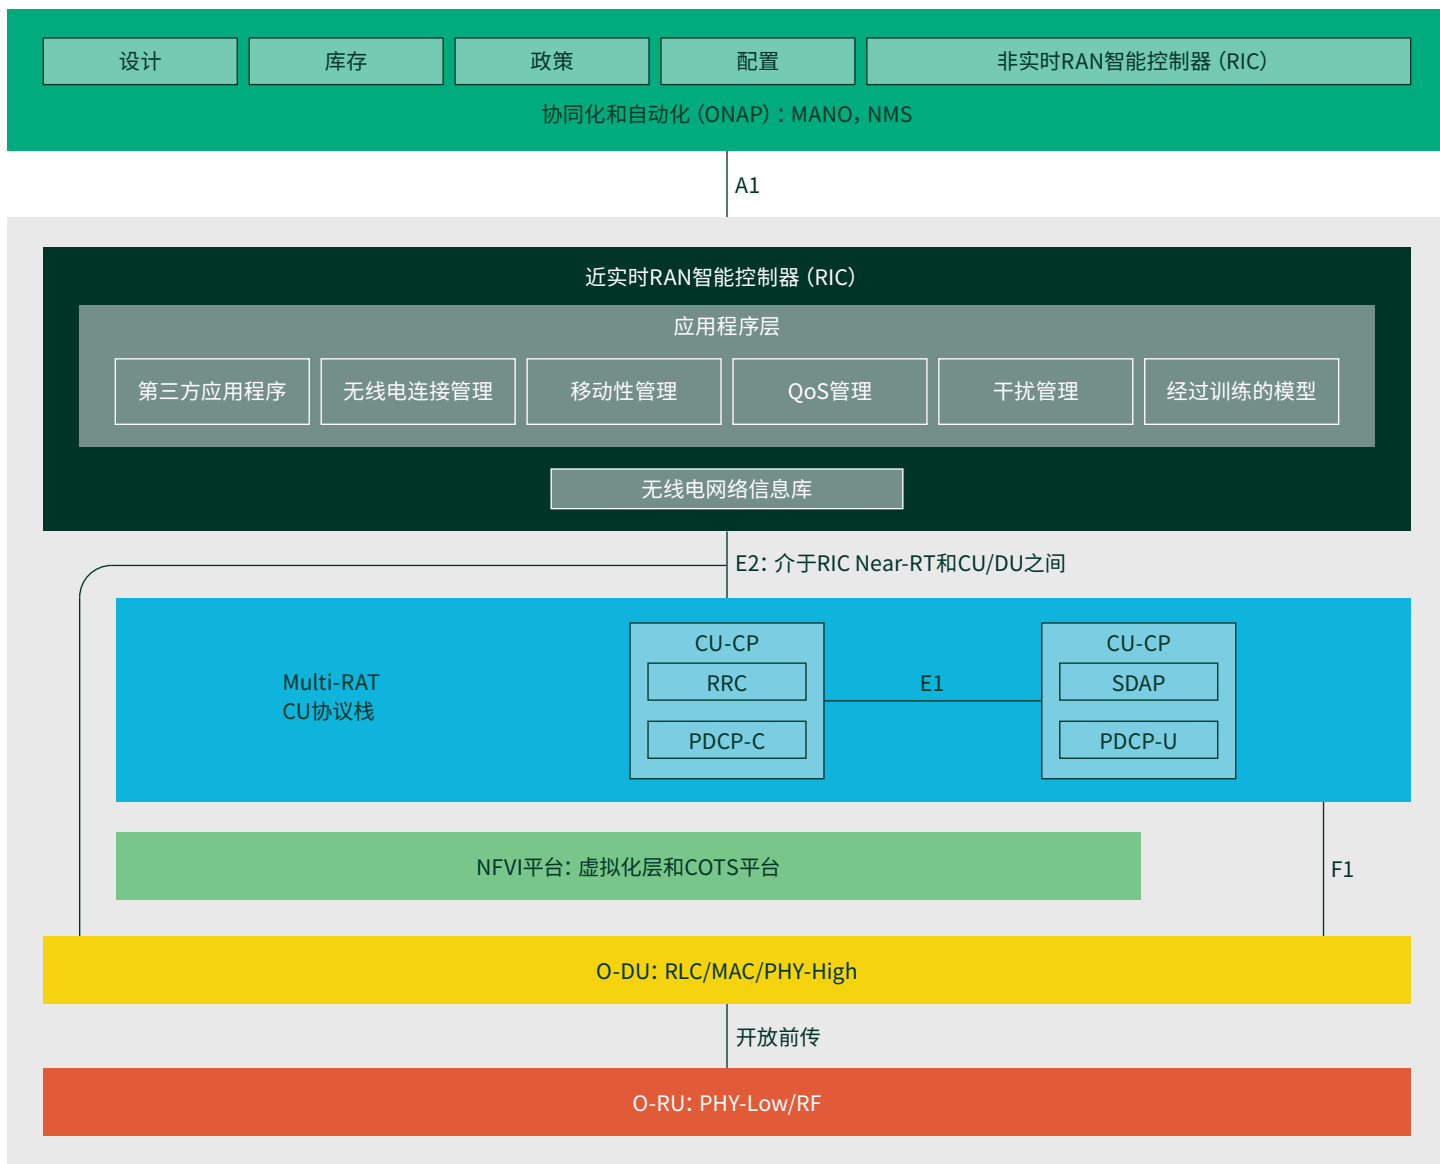 设计
库存
政策
配置
非实时RAN智能控制器（RIC）
协同化和自动化（ONAP）：MANO，NMS
A1
近实时RAN智能控制器（RIC）
应用程序层
第三方应用程序
无线电连接管理
移动性管理
QoS管理
干扰管理
经过训练的模型
无线电网络信息库
E2：介于RIC Near-RT和CU/DU之间
Multi-RAT
CU协议栈
CU-CP
RRC
PDCP-C
E1
CU-CP
SDAP
PDCP-U
NFVI平台：虚拟化层和COTS平台
F1
O-DU：RLC/MAC/PHY-High
开放前传
O-RU：PHY-Low/RF